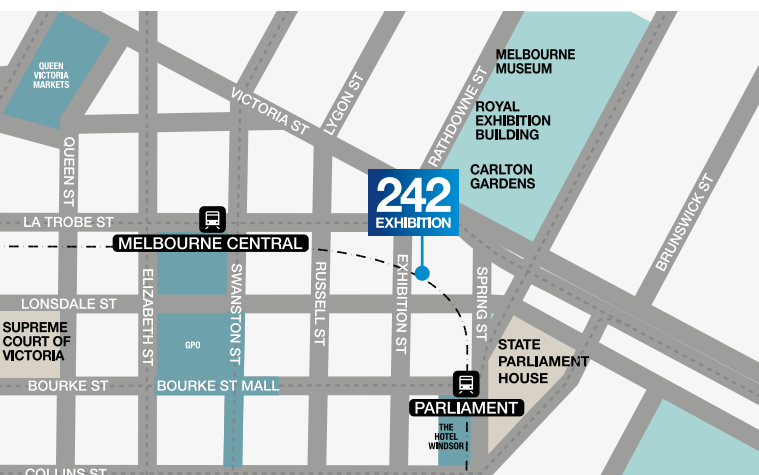 MELBOURNE
MUSEUM
QUEEN
VICTORIA
MARKETS
VICTORIA ST
LYGON ST
RATHDOWNE ST
ROYAL
EXHIBITION
BUILDING
CARLTON
GARDENS
QUEEN ST
242
EXHIBITION
BRUNSWICK ST
LA TROBE ST
MELBOURNE CENTRAL
ELIZABETH ST
SWANSTON ST
RUSSELL ST
EXHIBITION ST
SPRING ST
LONSDALE ST
SUPREME
COURT OF
VICTORIA
GPO
STATE
PARLIAMENT
HOUSE
BOURKE ST
BOURKE ST MALL
PARLIAMENT
THE
HOTEL
WINDSOR
COLLINS ST